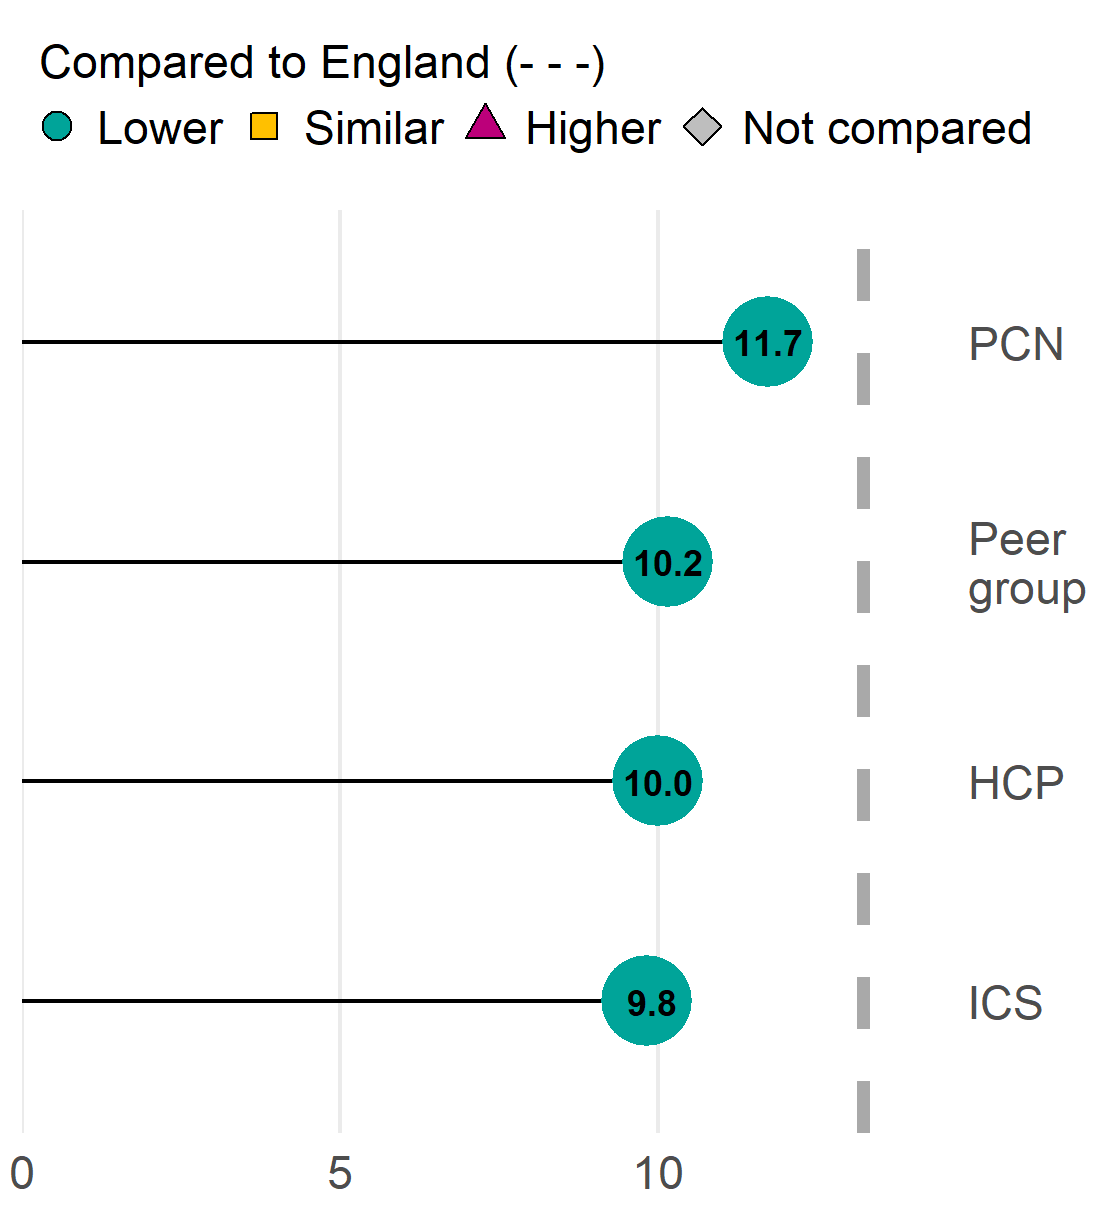 Compared to England (- - -)
Lower Similar Higher Not compared
11.7 PCN
10.2 Peer
group
10.0 HCP
9.8 ICS
0 5 10